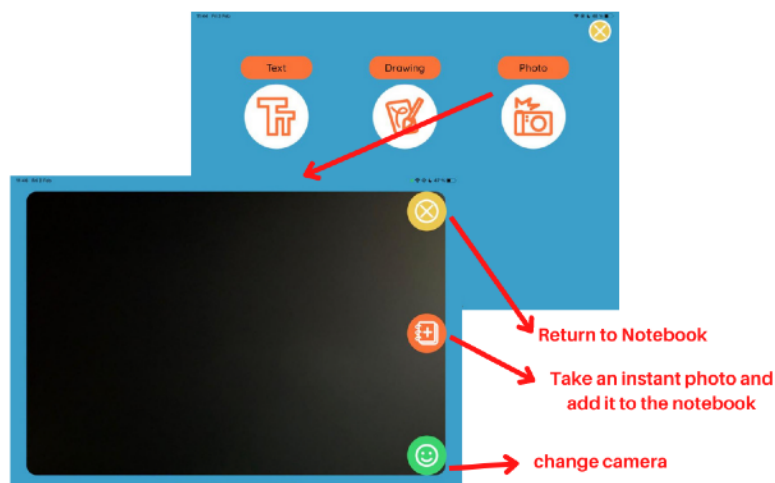 Text
Drawing
Photo
Return to Notebook
Take an instant photo and
add it to the notebook
change camera